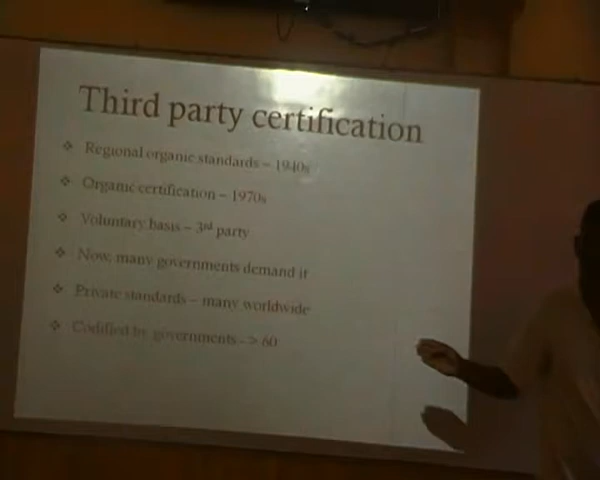 Third party certification
❖ Regional organic standards – 1940s
❖ Organic certification – 1970s
❖ Voluntary basis – 3rd party
❖ Now, many governments demand it
❖ Private standards – many worldwide
❖ Codified by governments - > 60